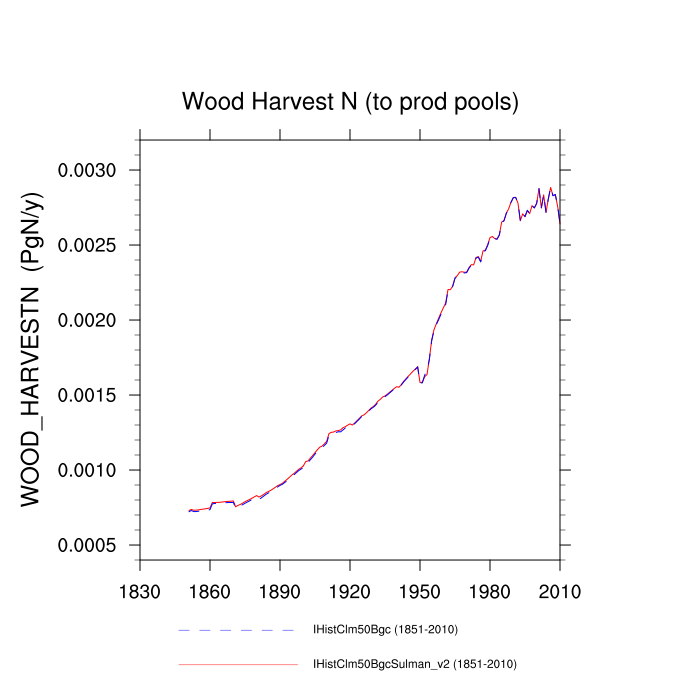 Wood Harvest N (to prod pools)
WOOD_HARVESTN (PgN/y)
0.0030
0.0025
0.0020
0.0015
0.0010
0.0005
1830 1860 1890 1920 1950 1980 2010
IHistClm50Bgc (1851-2010)
IHistClm50BgcSulman_v2 (1851-2010)